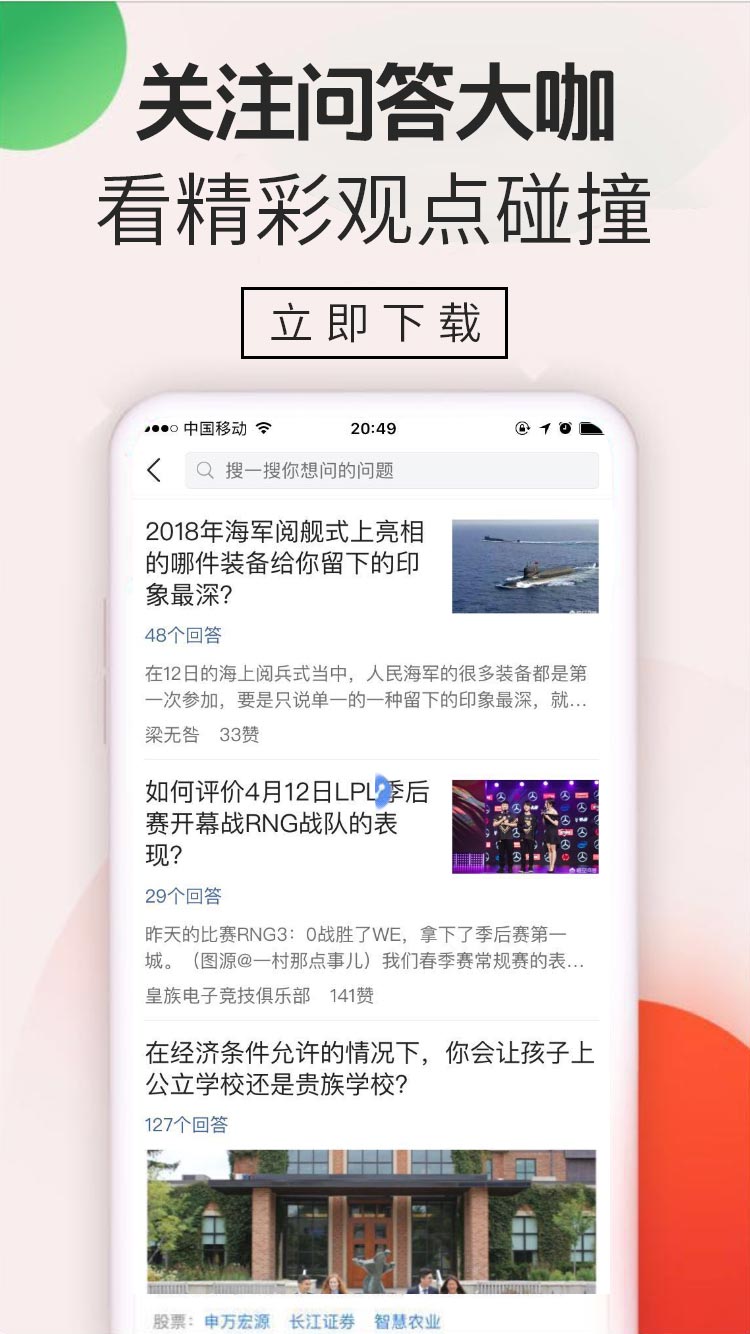 关注问答大咖
看精彩观点碰撞
立即下载
中国移动 20:49
搜一搜你想问的问题
2018年海军阅舰式上亮相
的哪件装备给你留下的印
象最深?
48个回答
在12日的海上阅兵式当中，人民海军的很多装备都是第
一次参加，要是只说单一的一种留下的印象最深，就...
梁无咎 33赞
如何评价4月12日LPL季后
赛开幕战RNG战队的表
现?
29个回答
昨天的比赛RNG3：0战胜了WE，拿下了季后赛第一
城。（图源@一村那点事儿）我们春季赛常规赛的表...
皇族电子竞技俱乐部 141赞
在经济条件允许的情况下，你会让孩子上
公立学校还是贵族学校?
127个回答
股票： 申万宏源 长江证券 智慧农业